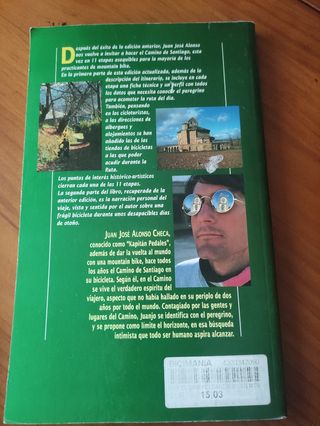 Después del éxito de la edición anterior, Juan José Alonso
nos vuelve a invitar a hacer el Camino de Santiago, esta
vez en 11 etapas asequibles para la mayoría de los
practicantes de mountain bike.
En la primera parte de esta edición actualizada, además de la
descripción del itinerario, se incluye en cada
etapa una ficha técnica y un perfil con todos
los datos que necesita conocer el peregrino
para acometer la ruta del día.
También, pensando
en los cicloturistas,
a las direcciones de
albergues y
alojamientos se han
añadido las de las
tiendas de bicicletas
a las que poder
acudir durante la
Ruta.
Los puntos de interés histórico-artísticos
cierran cada una de las 11 etapas.
La segunda parte del libro, recuperada de la
anterior edición, es la narración personal del
viaje, vista y sentida por el autor sobre una
frágil bicicleta durante unos desapacibles días
de otoño.
JUAN JOSÉ ALONSO CHECA,
conocido como "Kapitán Pedales",
además de dar la vuelta al mundo
con una mountain bike, hace todos
los años el Camino de Santiago en
su bicicleta. Según él, en el Camino
se vive el verdadero espíritu del
viajero, aspecto que no había hallado en su periplo de dos
años por todo el mundo. Contagiado por las gentes y
lugares del Camino, Juanjo se identifica con el peregrino,
y se propone como límite el horizonte, en esa búsqueda
intimista que todo ser humano aspira alcanzar.
BICIMANIA
15,03